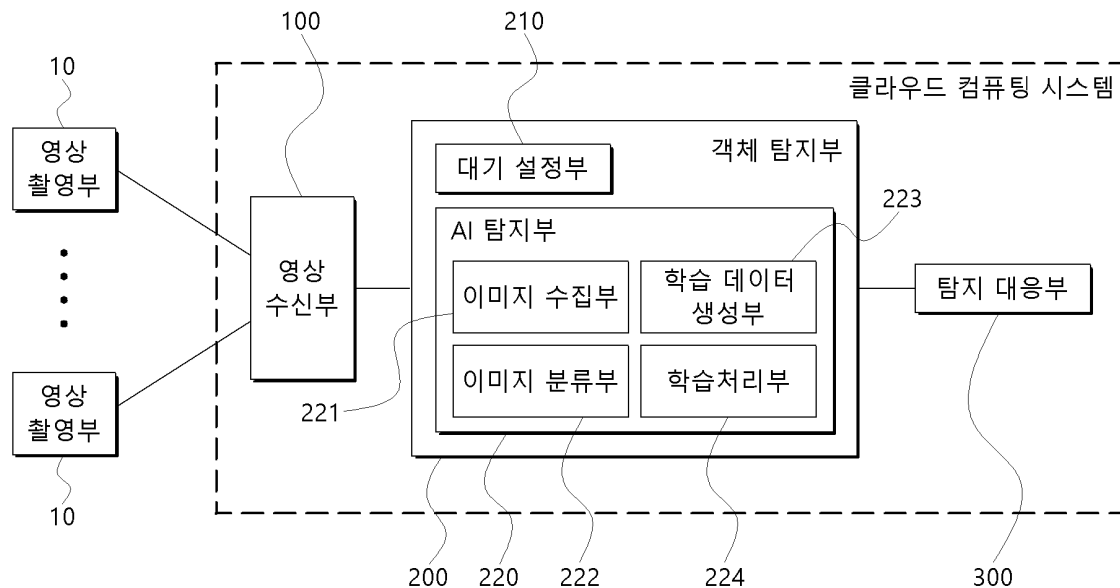 100
210
10
클라우드 컴퓨팅 시스템
영상
촬영부
객체 탐지부
대기 설정부
223
AI 탐지부
영상
수신부
이미지 수집부
학습 데이터
생성부
탐지 대응부
이미지 분류부
학습처리부
영상
촬영부
221
10
200
220
222
224
300